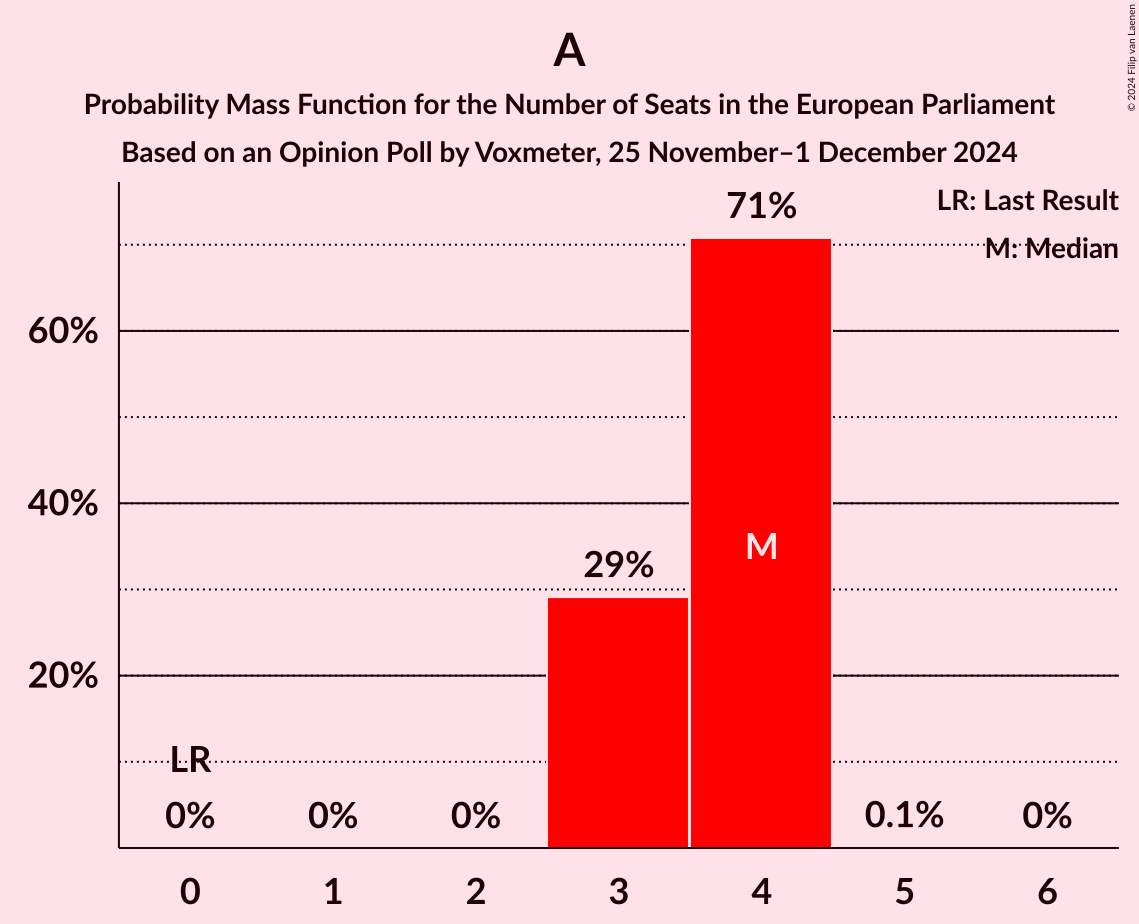 A
Probability Mass Function for the Number of Seats in the European Parliament
Based on an Opinion Poll by Voxmeter, 25 November–1 December 2024
© 2024 Filip van Laenen
LR: Last Result
M: Median
71%
60%
40%
29%
M
20%
LR
0%
0%
0%
0.1%
0%
0
1
2
3
4
5
6